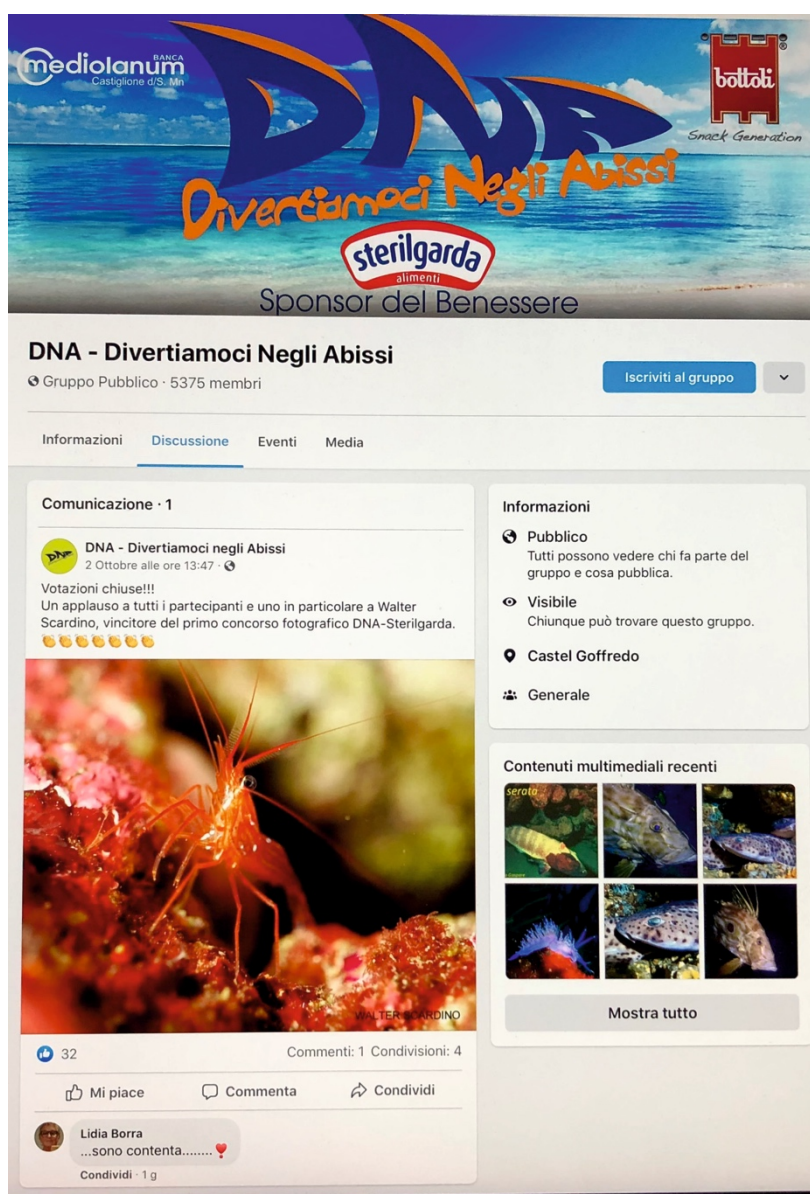 mediolanum
BANCA
Castiglione d/S. Mn
DNA
Divertiamoci Negli Abissi
bottoli
®
Snack Generation
sterilgarda
alimenti
Sponsor del Benessere
DNA - Divertiamoci Negli Abissi
Gruppo Pubblico · 5375 membri
Iscriviti al gruppo
Informazioni
Discussione
Eventi
Media
Comunicazione · 1
DNA
DNA - Divertiamoci negli Abissi
2 Ottobre alle ore 13:47 ·
Votazioni chiuse!!!
Un applauso a tutti i partecipanti e uno in particolare a Walter
Scardino, vincitore del primo concorso fotografico DNA-Sterilgarda.
👏👏👏👏👏👏👏
WALTER SCARDINO
32
Commenti: 1 Condivisioni: 4
Mi piace
Commenta
Condividi
Lidia Borra
...sono contenta........❣️
Condividi · 1 g
Informazioni
Pubblico
Tutti possono vedere chi fa parte del
gruppo e cosa pubblica.
Visibile
Chiunque può trovare questo gruppo.
Castel Goffredo
Generale
Contenuti multimediali recenti
serata
Mostra tutto